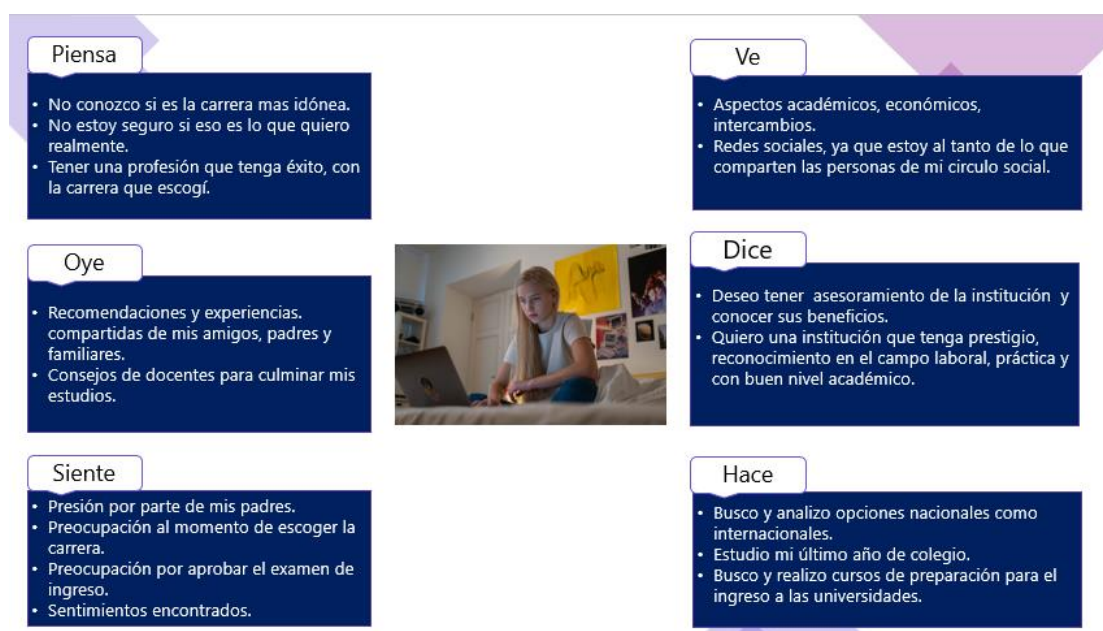 Piensa
• No conozco si es la carrera mas idónea.
• No estoy seguro si eso es lo que quiero
realmente.
• Tener una profesión que tenga éxito, con
la carrera que escogí.
Oye
• Recomendaciones y experiencias.
compartidas de mis amigos, padres y
familiares.
• Consejos de docentes para culminar mis
estudios.
Siente
• Presión por parte de mis padres.
• Preocupación al momento de escoger la
carrera.
• Preocupación por aprobar el examen de
ingreso.
• Sentimientos encontrados.
Ve
• Aspectos académicos, económicos,
intercambios.
• Redes sociales, ya que estoy al tanto de lo que
comparten las personas de mi circulo social.
Dice
• Deseo tener asesoramiento de la institución y
conocer sus beneficios.
• Quiero una institución que tenga prestigio,
reconocimiento en el campo laboral, práctica y
con buen nivel académico.
Hace
• Busco y analizo opciones nacionales como
internacionales.
• Estudio mi último año de colegio.
• Busco y realizo cursos de preparación para el
ingreso a las universidades.